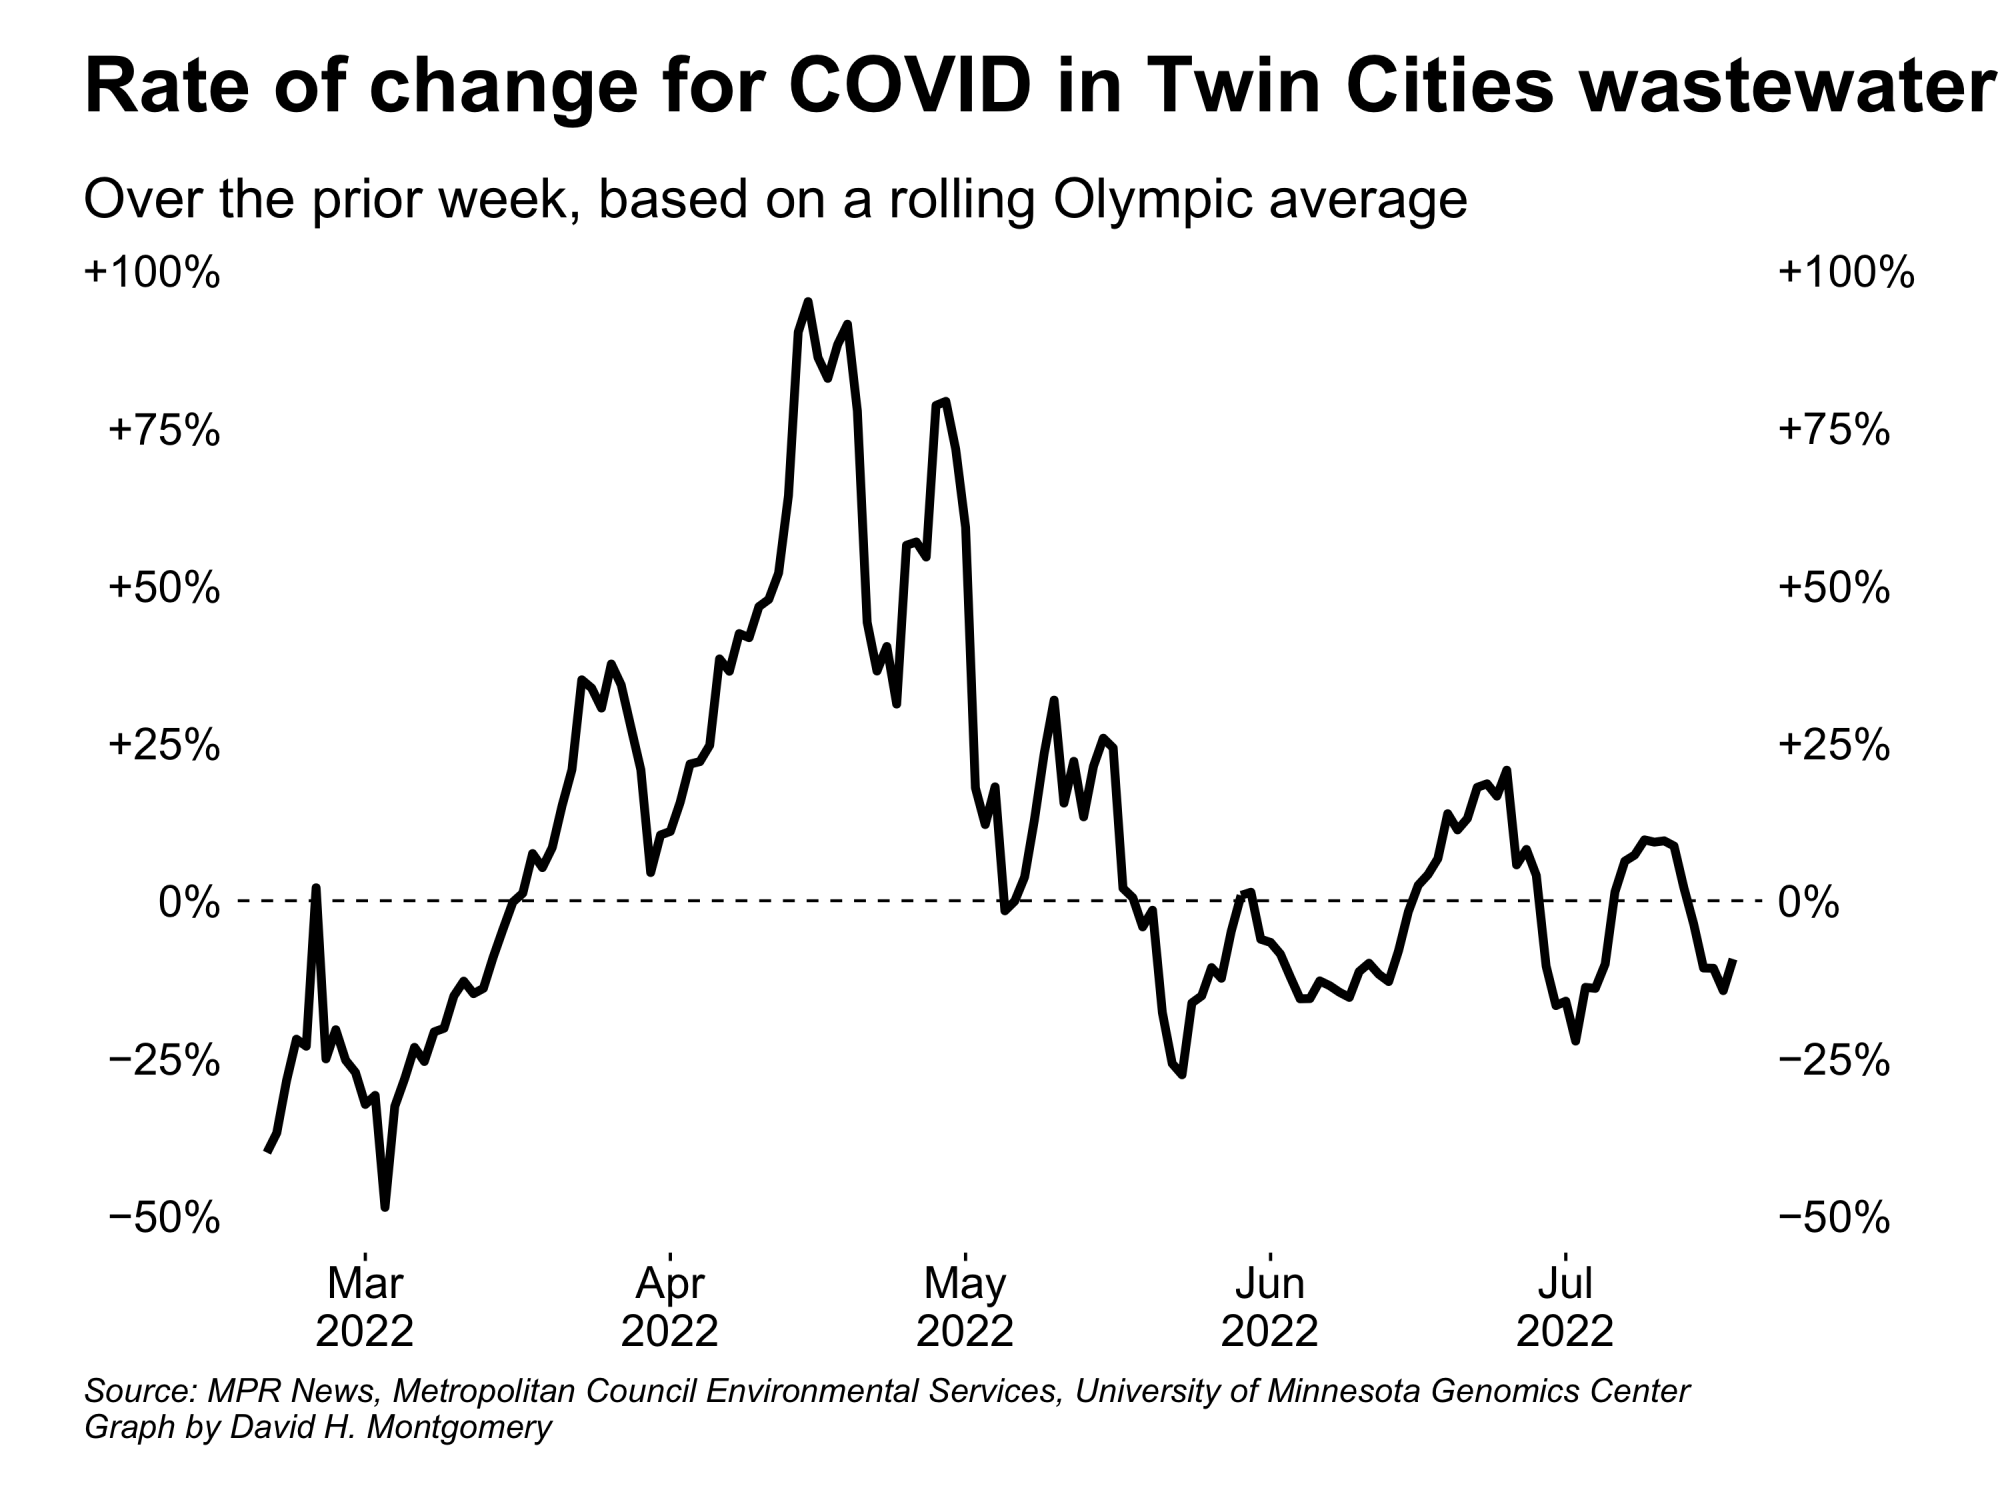 Rate of change for COVID in Twin Cities wastewater
Over the prior week, based on a rolling Olympic average
+100% +100%
+75% +75%
+50% +50%
+25% +25%
0% 0%
−25% −25%
−50% −50%
Mar Apr May Jun Jul
2022 2022 2022 2022 2022
Source: MPR News, Metropolitan Council Environmental Services, University of Minnesota Genomics Center
Graph by David H. Montgomery